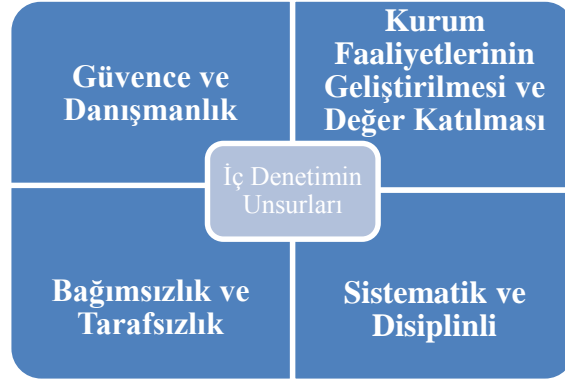 Güvence ve
Danışmanlık
Kurum
Faaliyetlerinin
Geliştirilmesi ve
Değer Katılması
İç Denetimin
Unsurları
Bağımsızlık ve
Tarafsızlık
Sistematik ve
Disiplinli